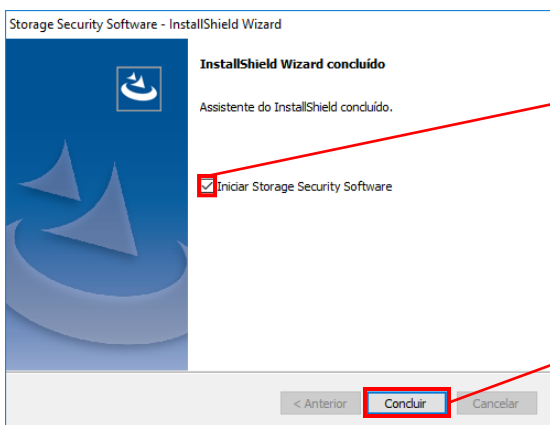 Storage Security Software - InstallShield Wizard
InstallShield Wizard concluído
Assistente do InstallShield concluído.
Iniciar Storage Security Software
< Anterior
Concluir
Cancelar